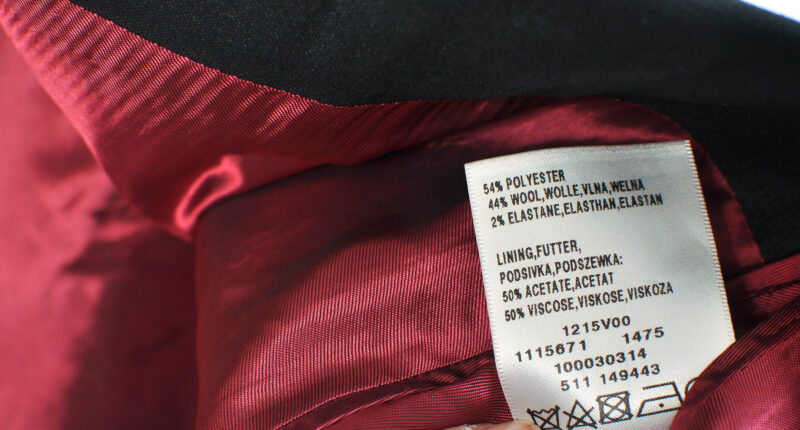 54% POLYESTER
44% WOOL,WOLLE,VLNA,WELNA
2% ELASTANE,ELASTHAN,ELASTAN
LINING,FUTTER,
PODSIVKA,PODSZEWKA:
50% ACETATE,ACETAT
50% VISCOSE,VISKOSE,VISKOZA
1215V00
1115671 1475
100030314
511 149443